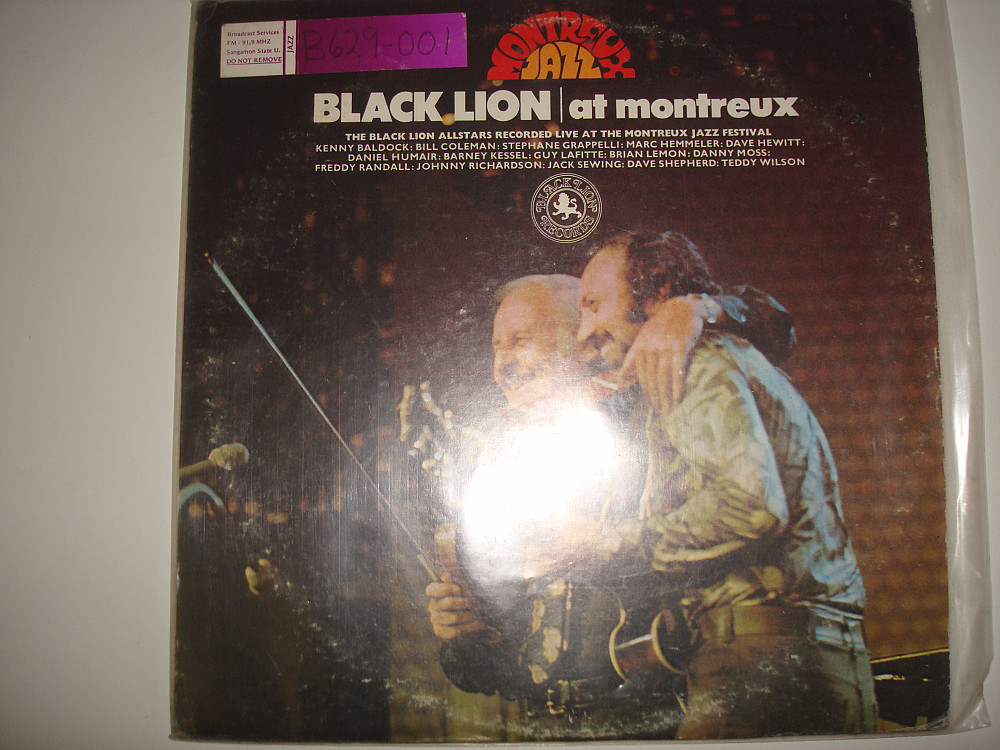 Broadcast Services
FM - 91.9 MHZ
Sangamon State U.
DO NOT REMOVE
JAZZ
B629-001
MONTREUX
JAZZ
BLACK LION | at montreux
THE BLACK LION ALLSTARS RECORDED LIVE AT THE MONTREUX JAZZ FESTIVAL
KENNY BALDOCK: BILL COLEMAN: STEPHANE GRAPPELLI: MARC HEMMELER: DAVE HEWITT:
DANIEL HUMAIR: BARNEY KESSEL: GUY LAFITTE: BRIAN LEMON: DANNY MOSS:
FREDDY RANDALL: JOHNNY RICHARDSON: JACK SEWING: DAVE SHEPHERD: TEDDY WILSON
BLACK LION
RECORDS